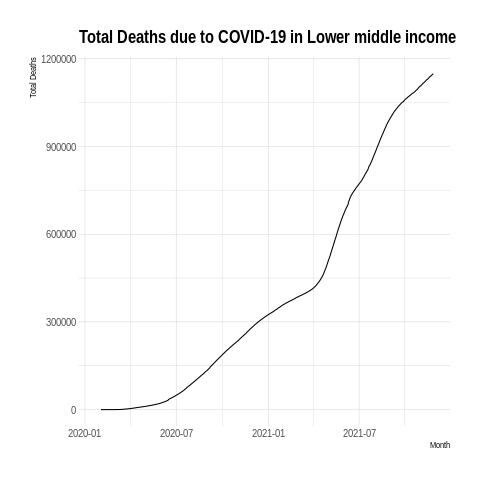 Total Deaths due to COVID-19 in Lower middle income
Total Deaths
1200000
900000
600000
300000
0
2020-01 2020-07 2021-01 2021-07
Month